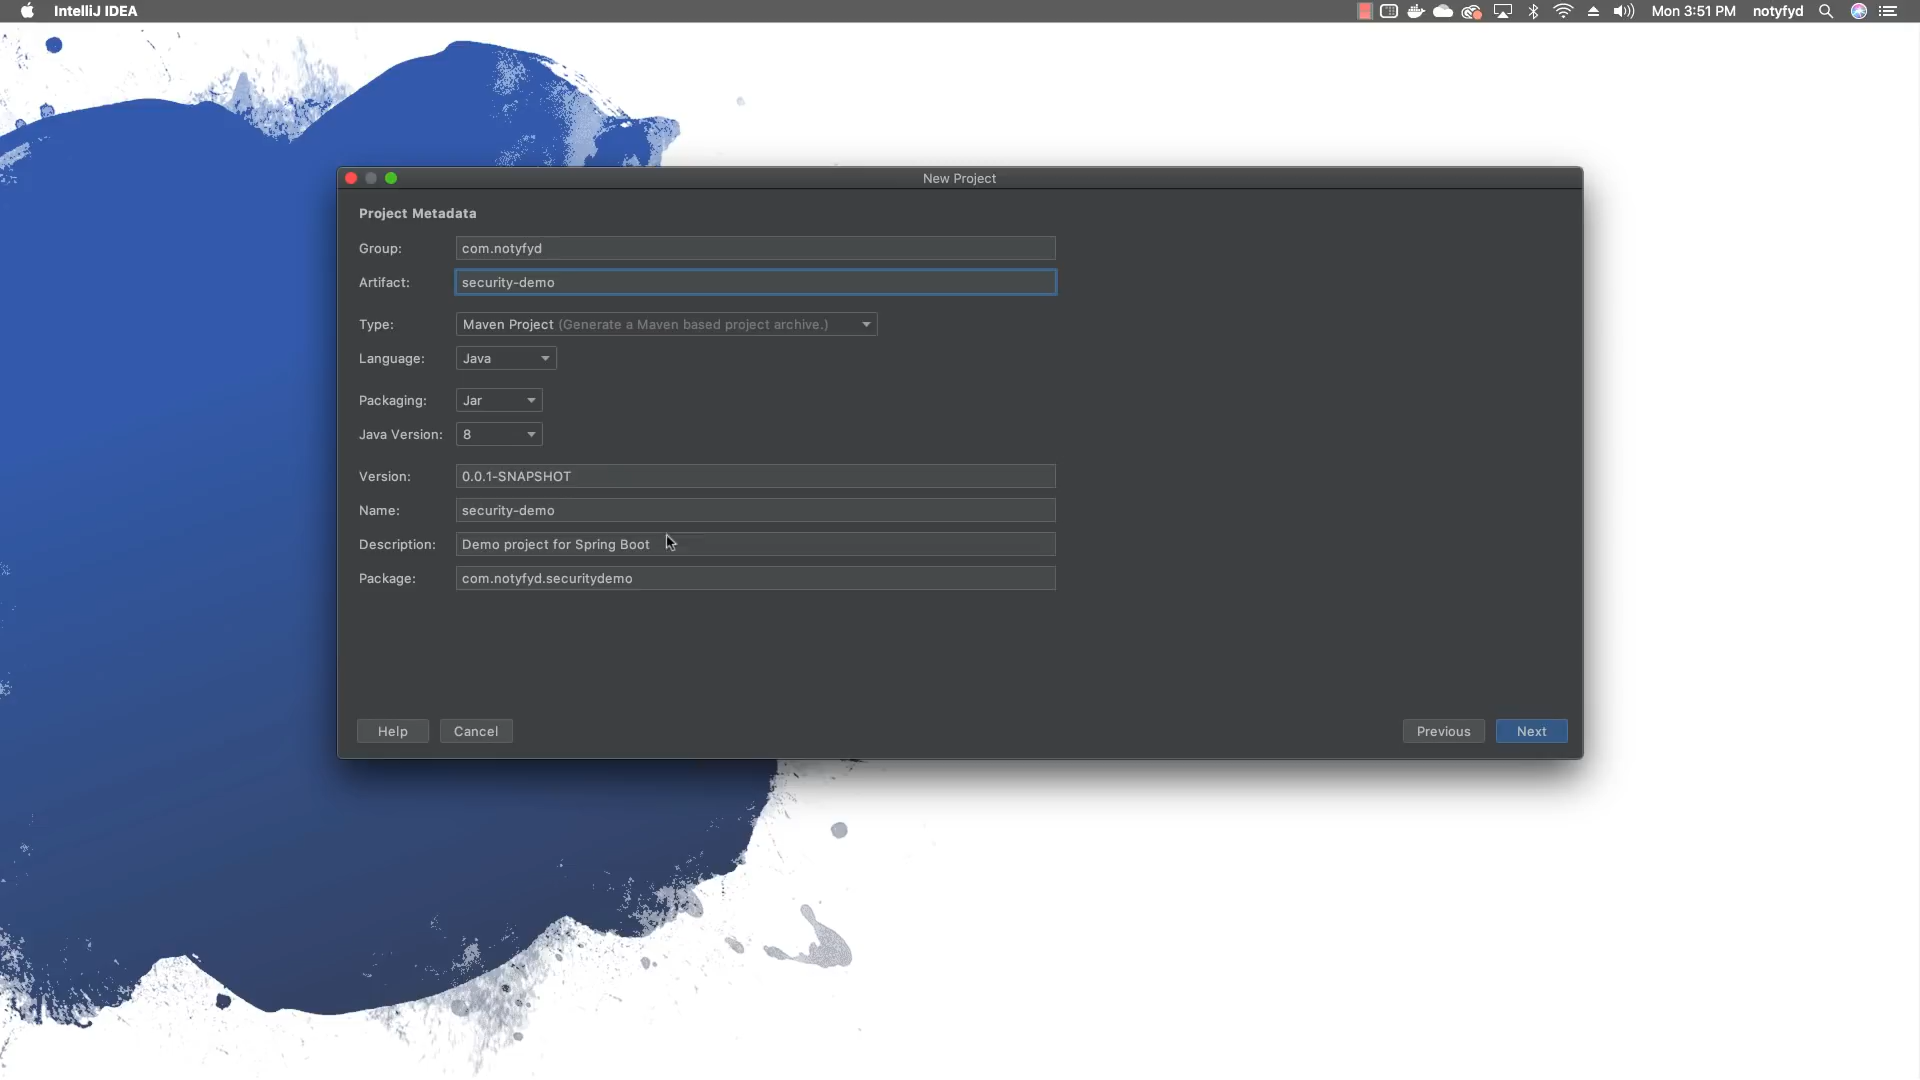 IntelliJ IDEA
Mon 3:51 PM notyfyd
New Project
Project Metadata
Group: com.notyfyd
Artifact: security-demo
Type: Maven Project (Generate a Maven based project archive.)
Language: Java
Packaging: Jar
Java Version: 8
Version: 0.0.1-SNAPSHOT
Name: security-demo
Description: Demo project for Spring Boot
Package: com.notyfyd.securitydemo
Help Cancel Previous Next